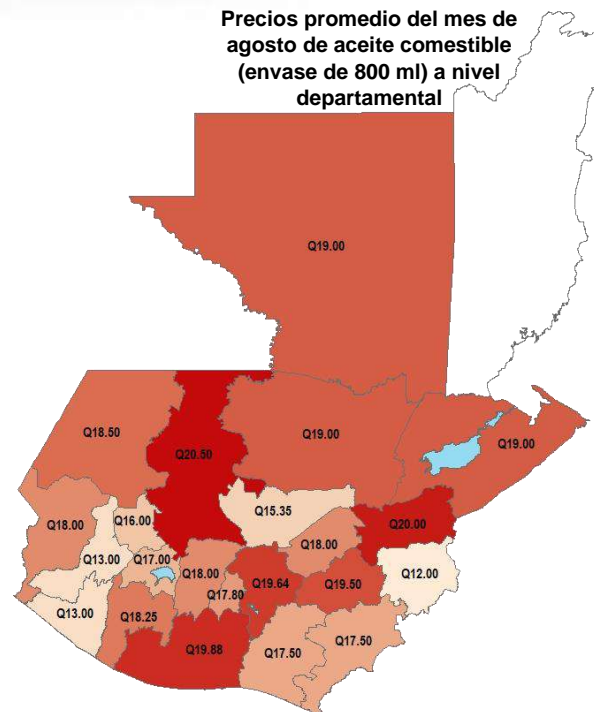 Precios promedio del mes de
agosto de aceite comestible
(envase de 800 ml) a nivel
departamental
Q19.00
Q18.50
Q20.50
Q19.00
Q19.00
Q15.35
Q20.00
Q18.00
Q16.00
Q18.00
Q13.00
Q17.00
Q18.00
Q19.64
Q19.50
Q12.00
Q17.80
Q13.00
Q18.25
Q17.50
Q17.50
Q19.88